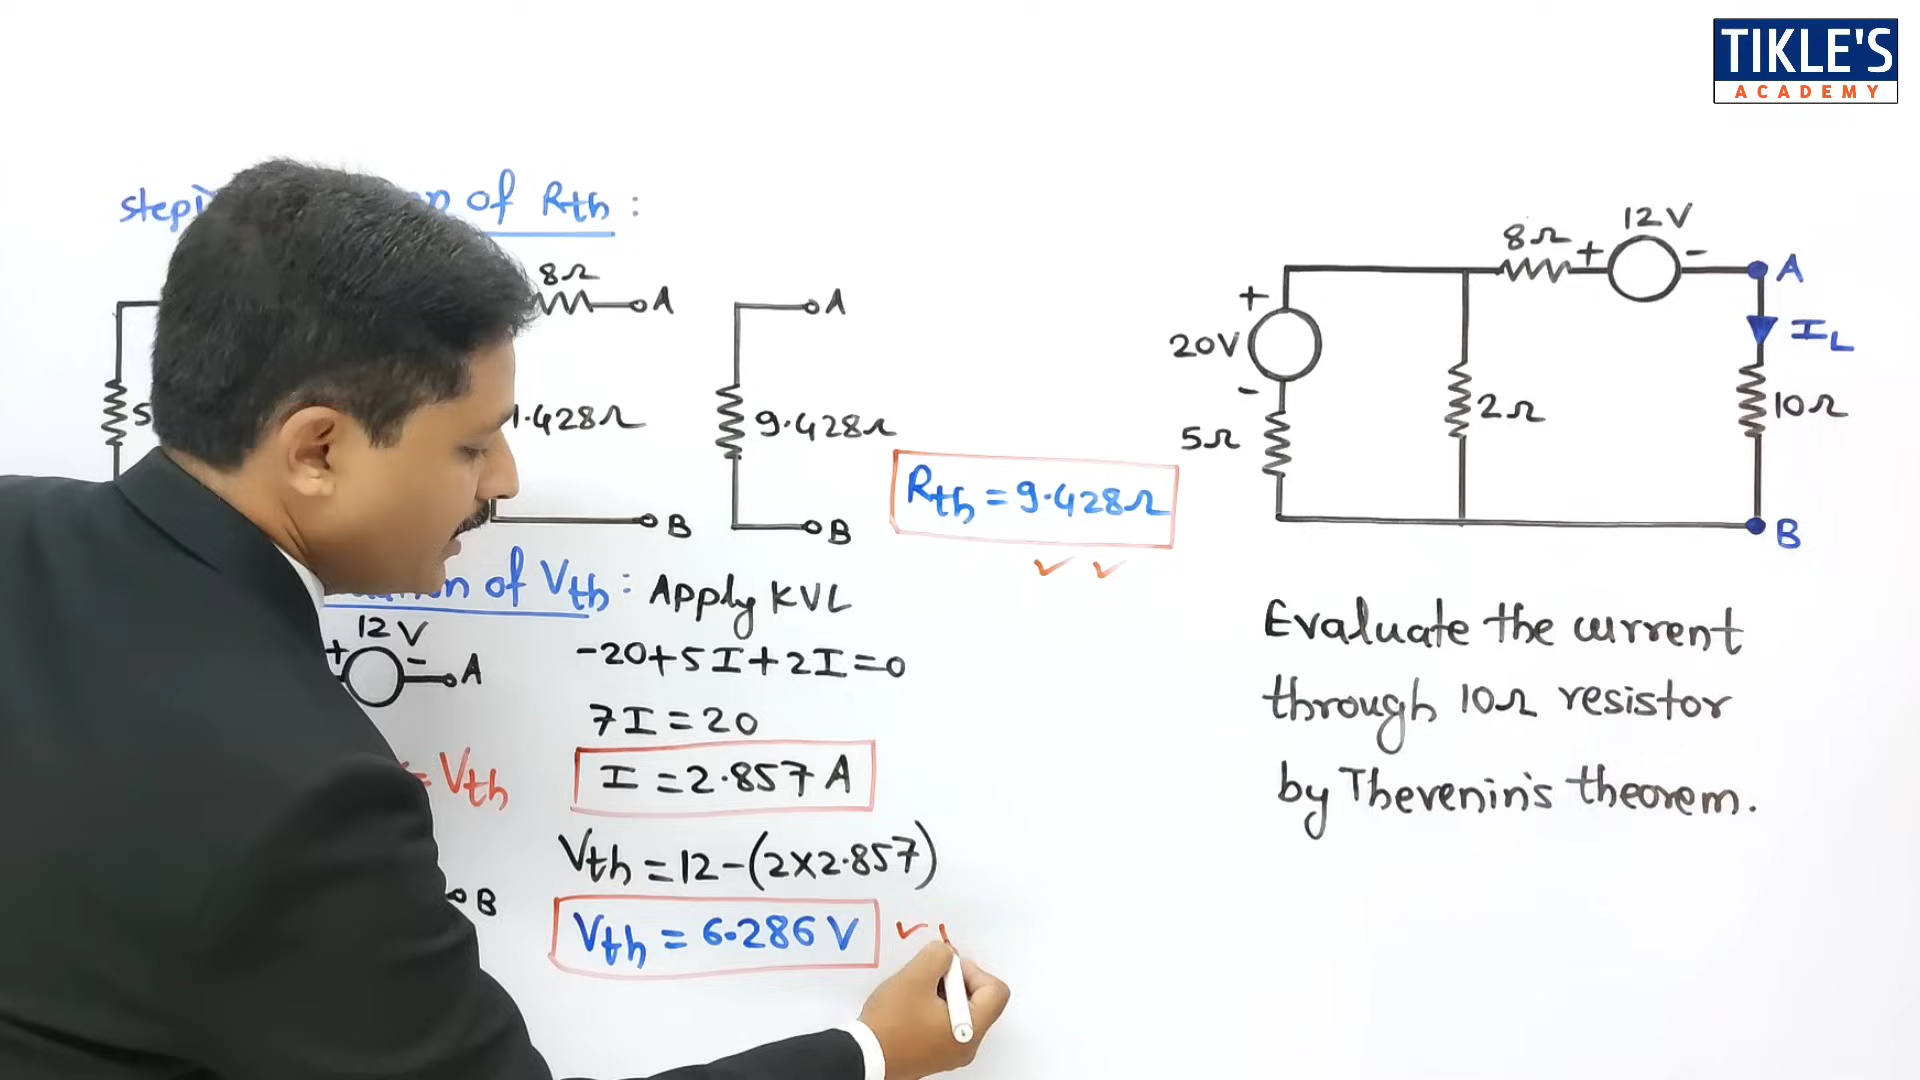 TIKLE'S
ACADEMY
of Rth :
8Ω
A
A
1.428Ω
9.428Ω
B
B
Rth = 9.428Ω
of Vth : Apply KVL
12 V
+
-
A
-20+5I+2I=0
7I = 20
I = 2.857 A
= Vth
Vth = 12-(2×2.857)
B
Vth = 6.286 V
12V
8Ω
+
-
A
+
20V
-
IL
5Ω
2Ω
10Ω
B
Evaluate the current
through 10Ω resistor
by Thevenin's theorem.